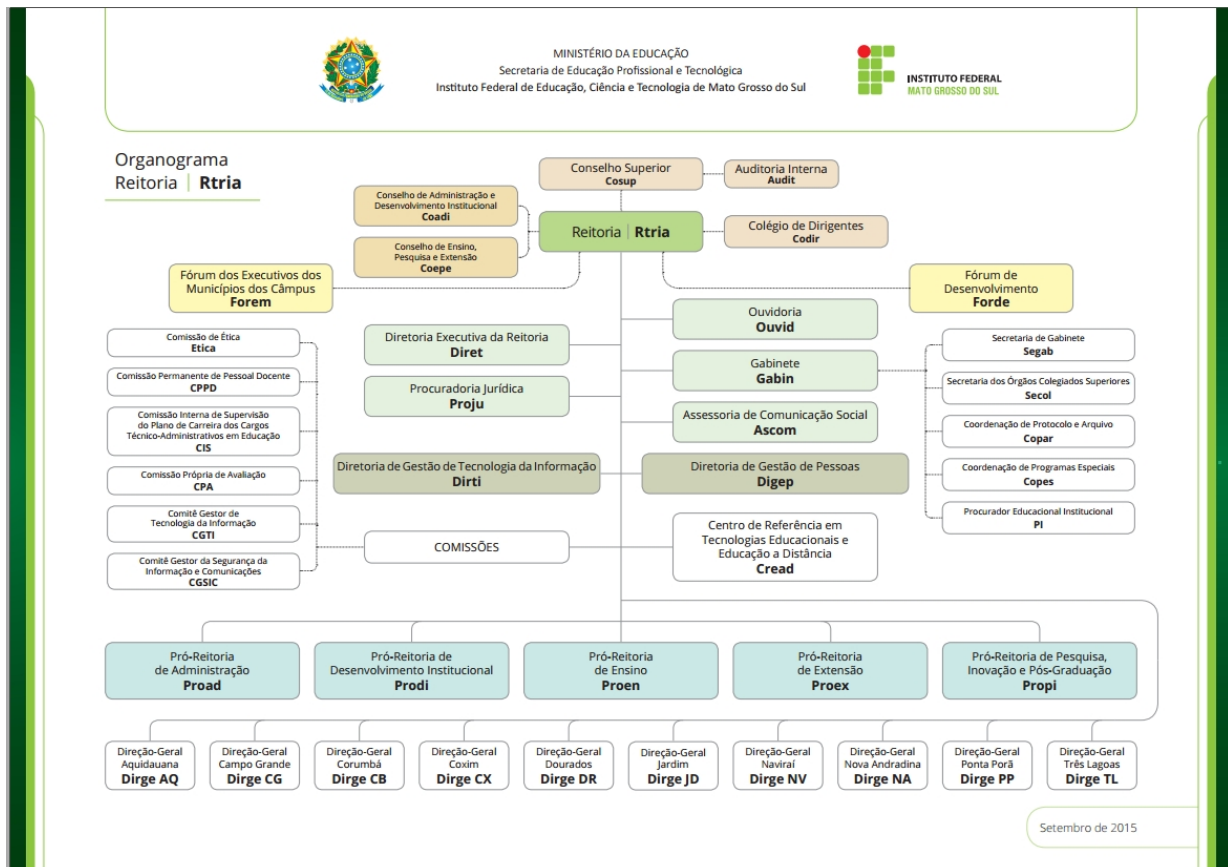 MINISTÉRIO DA EDUCAÇÃO
Secretaria de Educação Profissional e Tecnológica
Instituto Federal de Educação, Ciência e Tecnologia de Mato Grosso do Sul
INSTITUTO FEDERAL
MATO GROSSO DO SUL
Organograma
Reitoria | Rtria
Conselho Superior
Cosup
Auditoria Interna
Audit
Conselho de Administração e
Desenvolvimento Institucional
Coadi
Reitoria | Rtria
Colégio de Dirigentes
Codir
Conselho de Ensino,
Pesquisa e Extensão
Coepe
Fórum dos Executivos dos
Municípios dos Câmpus
Forem
Fórum de
Desenvolvimento
Forde
Ouvidoria
Ouvid
Diretoria Executiva da Reitoria
Diret
Gabinete
Gabin
Procuradoria Jurídica
Proju
Assessoria de Comunicação Social
Ascom
Comissão de Ética
Etica
Comissão Permanente de Pessoal Docente
CPPD
Comissão Interna de Supervisão
do Plano de Carreira dos Cargos
Técnico-Administrativos em Educação
CIS
Comissão Própria de Avaliação
CPA
Comitê Gestor de
Tecnologia da Informação
CGTI
Comitê Gestor da Segurança da
Informação e Comunicações
CGSIC
Secretaria de Gabinete
Segab
Secretaria dos Órgãos Colegiados Superiores
Secol
Coordenação de Protocolo e Arquivo
Copar
Coordenação de Programas Especiais
Copes
Procurador Educacional Institucional
PI
Diretoria de Gestão de Tecnologia da Informação
Dirti
Diretoria de Gestão de Pessoas
Digep
COMISSÕES
Centro de Referência em
Tecnologias Educacionais e
Educação a Distância
Cread
Pró-Reitoria
de Administração
Proad
Pró-Reitoria de
Desenvolvimento Institucional
Prodi
Pró-Reitoria
de Ensino
Proen
Pró-Reitoria
de Extensão
Proex
Pró-Reitoria de Pesquisa,
Inovação e Pós-Graduação
Propi
Direção-Geral
Aquidauana
Dirge AQ
Direção-Geral
Campo Grande
Dirge CG
Direção-Geral
Corumbá
Dirge CB
Direção-Geral
Coxim
Dirge CX
Direção-Geral
Dourados
Dirge DR
Direção-Geral
Jardim
Dirge JD
Direção-Geral
Naviraí
Dirge NV
Direção-Geral
Nova Andradina
Dirge NA
Direção-Geral
Ponta Porã
Dirge PP
Direção-Geral
Três Lagoas
Dirge TL
Setembro de 2015